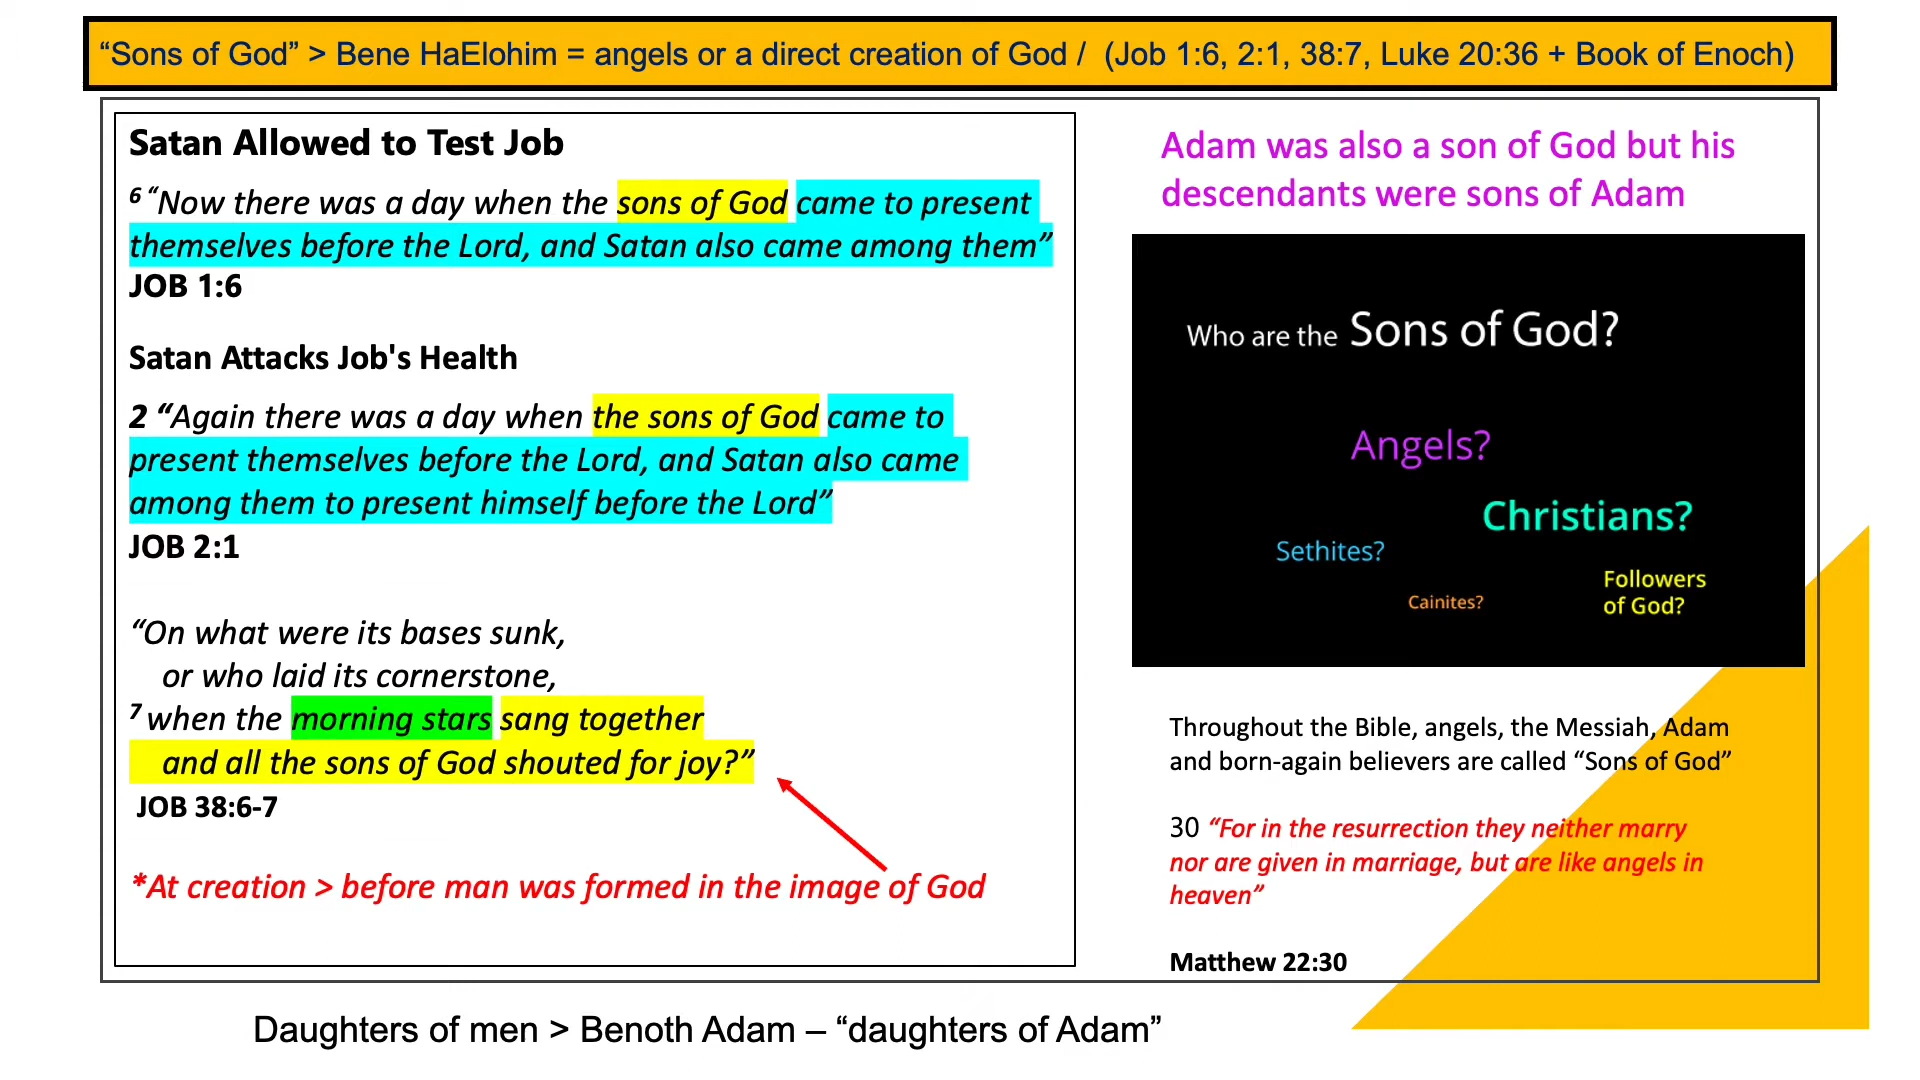 “Sons of God” > Bene HaElohim = angels or a direct creation of God / (Job 1:6, 2:1, 38:7, Luke 20:36 + Book of Enoch)
Satan Allowed to Test Job
6 “Now there was a day when the sons of God came to present
themselves before the Lord, and Satan also came among them”
JOB 1:6
Satan Attacks Job's Health
2 “Again there was a day when the sons of God came to
present themselves before the Lord, and Satan also came
among them to present himself before the Lord”
JOB 2:1
“On what were its bases sunk,
or who laid its cornerstone,
7 when the morning stars sang together
and all the sons of God shouted for joy?”
JOB 38:6-7
*At creation > before man was formed in the image of God
Adam was also a son of God but his
descendants were sons of Adam
Who are the Sons of God?
Angels?
Christians?
Sethites?
Cainites?
Followers
of God?
Throughout the Bible, angels, the Messiah, Adam
and born-again believers are called “Sons of God”
30 “For in the resurrection they neither marry
nor are given in marriage, but are like angels in
heaven”
Matthew 22:30
Daughters of men > Benoth Adam – “daughters of Adam”